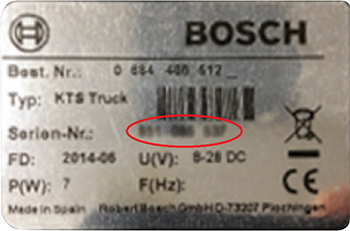 BOSCH
Best. Nr.: 0 684 400 512
Typ: KTS Truck
Serien-Nr.:
FD: 2014-06 U(V): 8-28 DC
P(W): 7 F(Hz):
CE
Made in Spain Robert Bosch GmbH D-73207 Plochingen